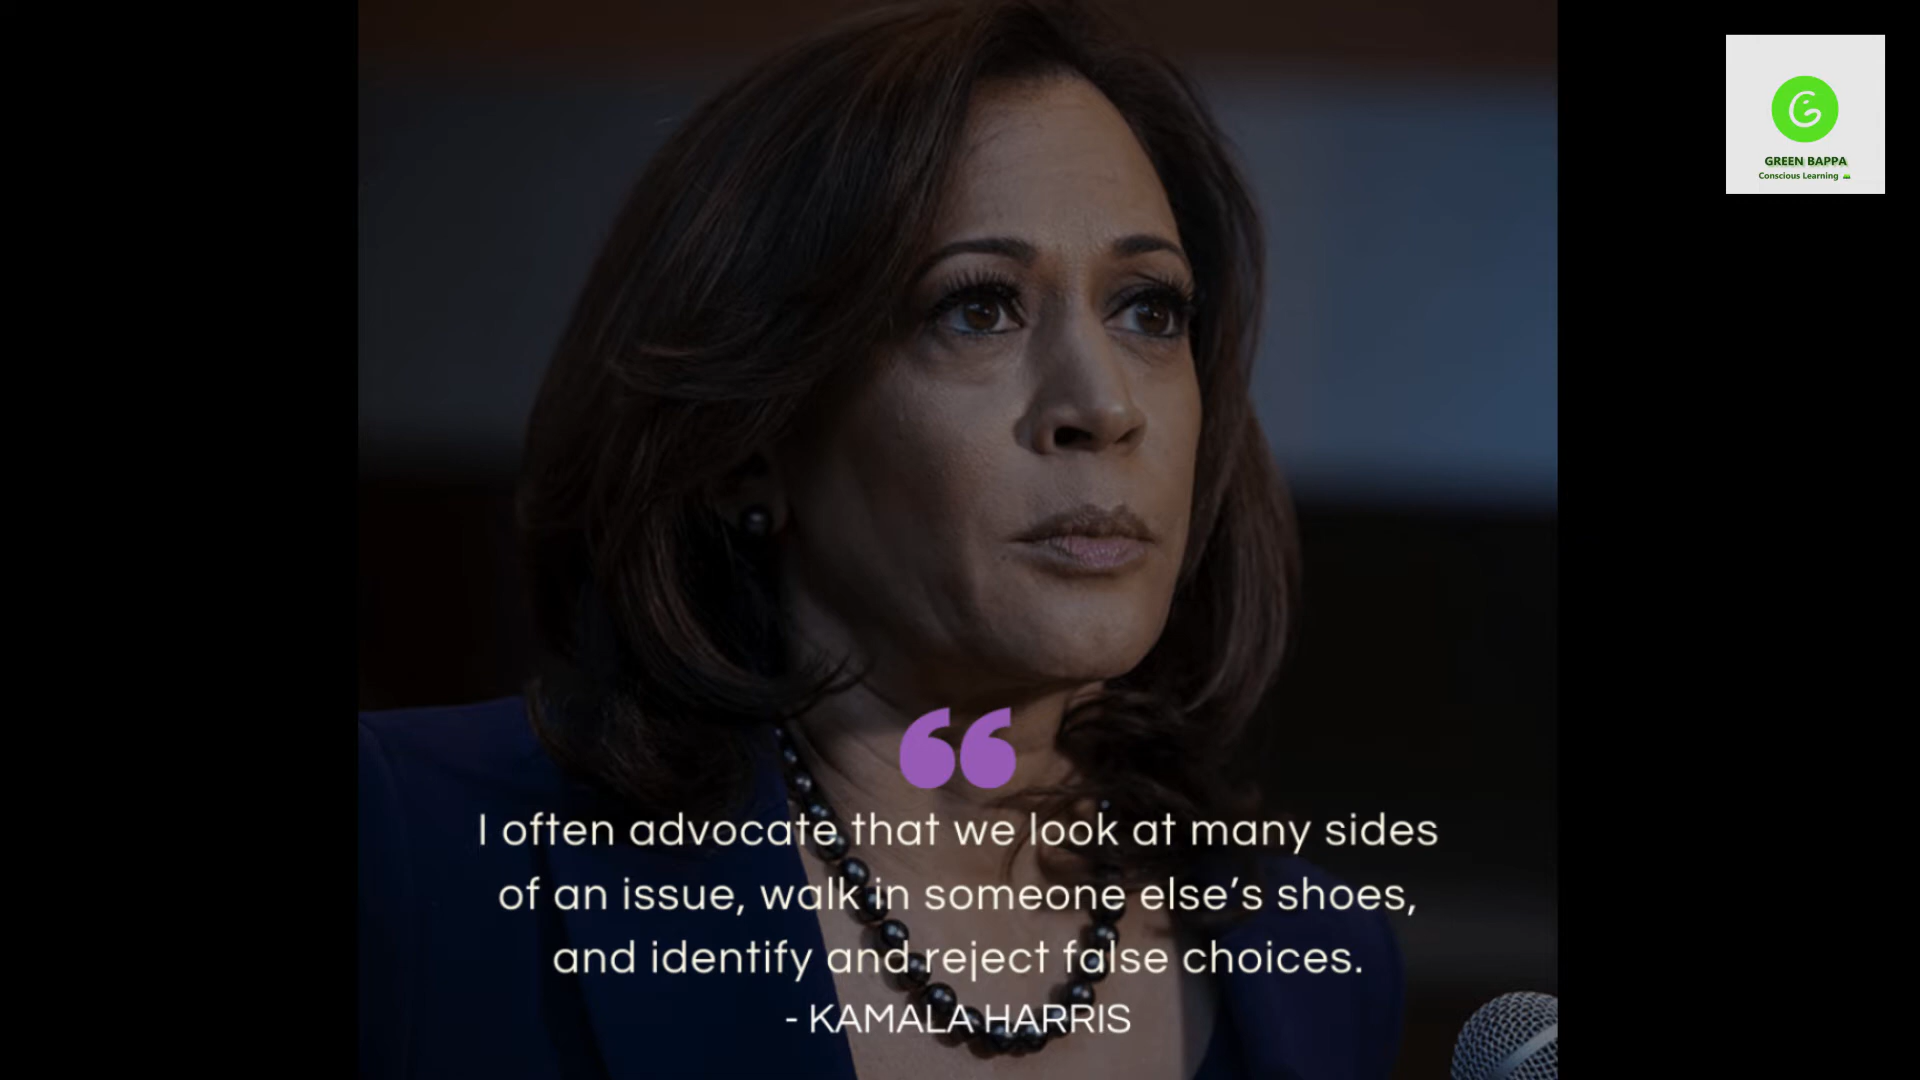 GREEN BAPPA
Conscious Learning
I often advocate that we look at many sides
of an issue, walk in someone else’s shoes,
and identify and reject false choices.
- KAMALA HARRIS